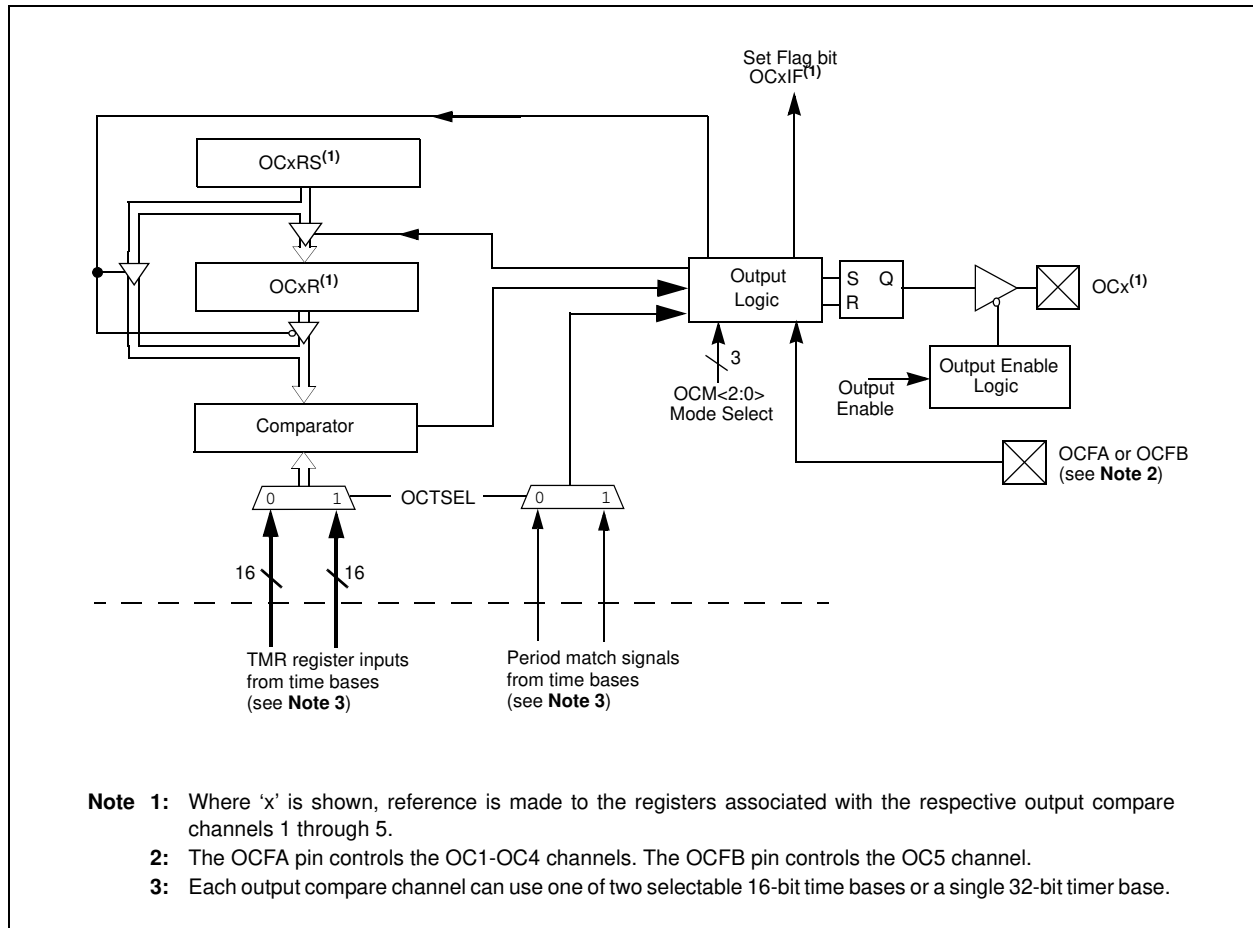 Set Flag bit
OCxIF(1)
OCxRS(1)
OCxR(1)
Output
Logic
S Q
R
OCx(1)
3
OCM<2:0>
Mode Select
Output
Enable
Output Enable
Logic
Comparator
OCFA or OCFB
(see Note 2)
0 1
OCTSEL
0 1
16
16
TMR register inputs
from time bases
(see Note 3)
Period match signals
from time bases
(see Note 3)
Note 1: Where ‘x’ is shown, reference is made to the registers associated with the respective output compare
channels 1 through 5.
2: The OCFA pin controls the OC1-OC4 channels. The OCFB pin controls the OC5 channel.
3: Each output compare channel can use one of two selectable 16-bit time bases or a single 32-bit timer base.